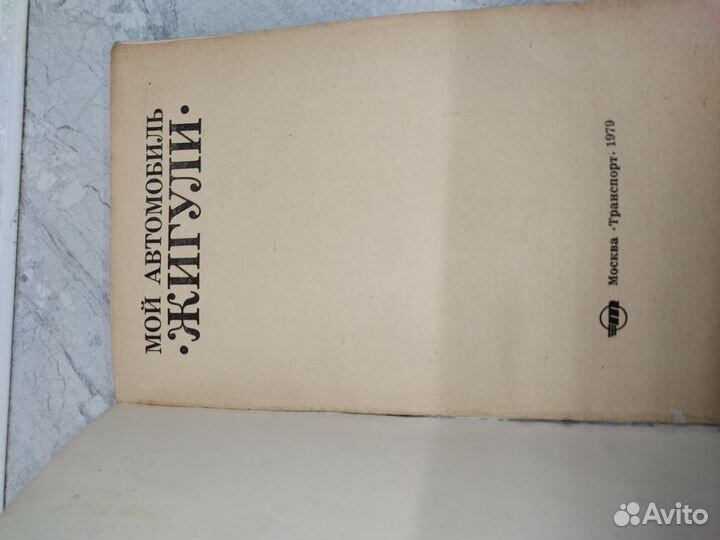 МОЙ АВТОМОБИЛЬ
·ЖИГУЛИ·
Москва ·Транспорт· 1979
Avito